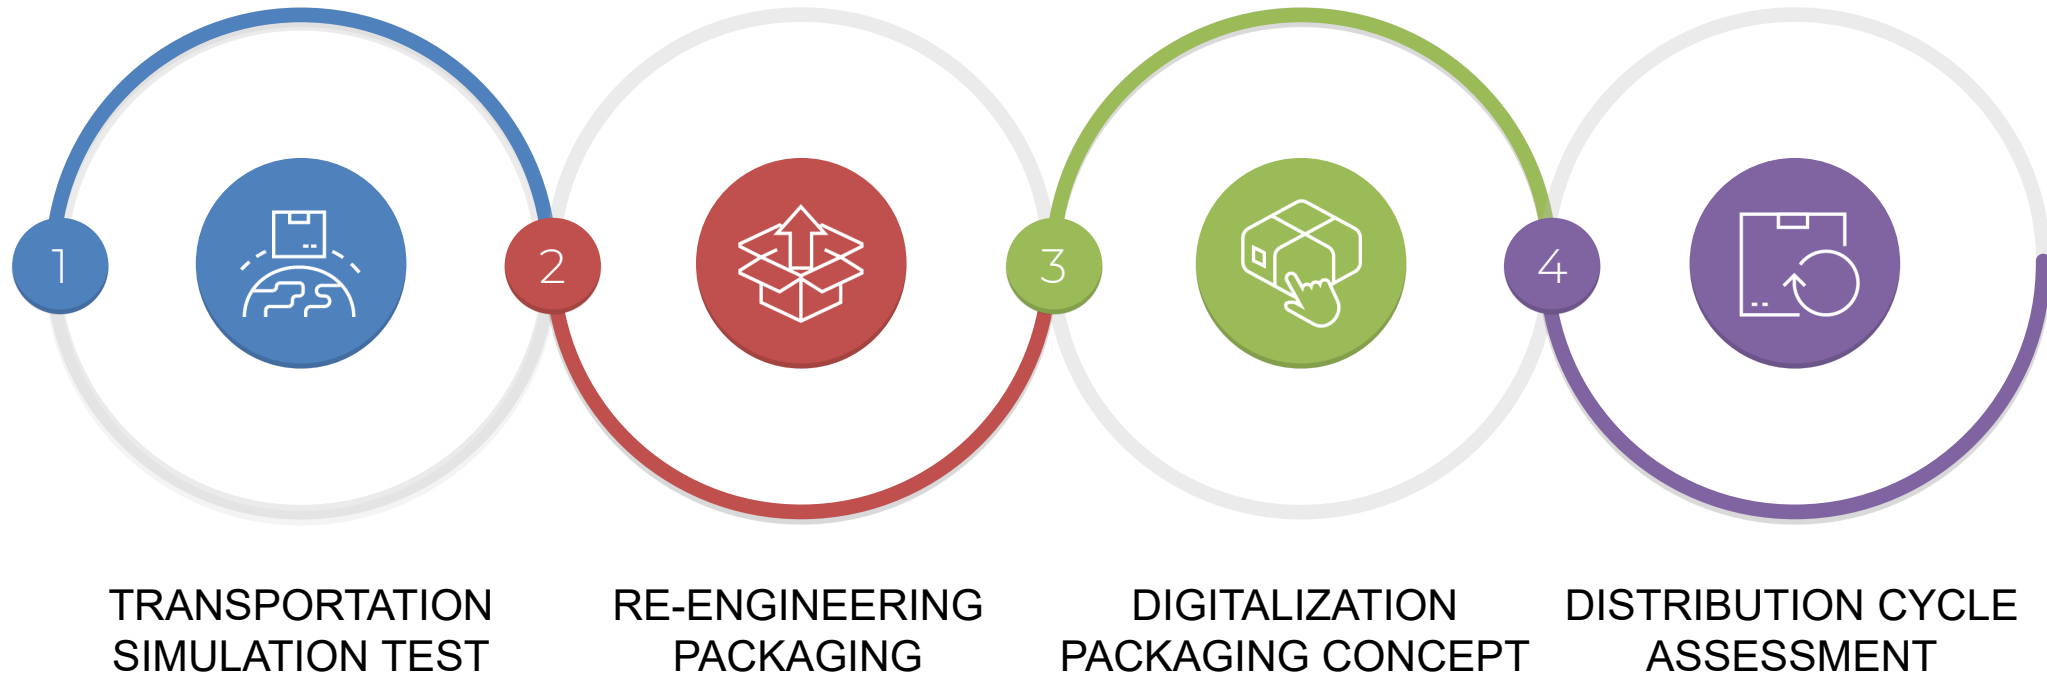 1
2
3
4
TRANSPORTATION
SIMULATION TEST
RE-ENGINEERING
PACKAGING
DIGITALIZATION
PACKAGING CONCEPT
DISTRIBUTION CYCLE
ASSESSMENT